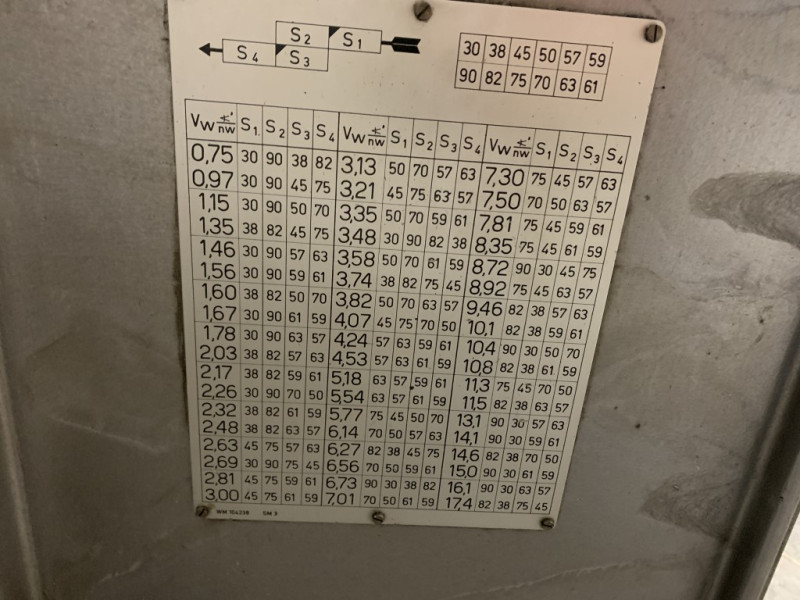 S2 S1
S4 S3
30 38 45 50 57 59
90 82 75 70 63 61
Vw nw S1 S2 S3 S4 Vw nw S1 S2 S3 S4 Vw nw S1 S2 S3 S4
0,75 30 90 38 82 3,13 50 70 57 63 7,30 75 45 57 63
0,97 30 90 45 75 3,21 45 75 63 57 7,50 70 50 63 57
1,15 30 90 50 70 3,35 50 70 59 61 7,81 75 45 59 61
1,35 38 82 45 75 3,48 30 90 82 38 8,35 75 45 61 59
1,46 30 90 57 63 3,58 50 70 61 59 8,72 90 30 45 75
1,56 30 90 59 61 3,74 38 82 75 45 8,92 75 45 63 57
1,60 38 82 50 70 3,82 50 70 63 57 9,46 82 38 57 63
1,67 30 90 61 59 4,07 45 75 70 50 10,1 82 38 59 61
1,78 30 90 63 57 4,24 57 63 59 61 10,4 90 30 50 70
2,03 38 82 57 63 4,53 57 63 61 59 10,8 82 38 61 59
2,17 38 82 59 61 5,18 63 57 59 61 11,3 75 45 70 50
2,26 30 90 70 50 5,54 63 57 61 59 11,5 82 38 63 57
2,32 38 82 61 59 5,77 75 45 50 70 13,1 90 30 57 63
2,48 38 82 63 57 6,14 70 50 57 63 14,1 90 30 59 61
2,63 45 75 57 63 6,27 82 38 45 75 14,6 82 38 70 50
2,69 30 90 75 45 6,56 70 50 59 61 15,0 90 30 61 59
2,81 45 75 59 61 6,73 90 30 38 82 16,1 90 30 63 57
3,00 45 75 61 59 7,01 70 50 61 59 17,4 82 38 75 45